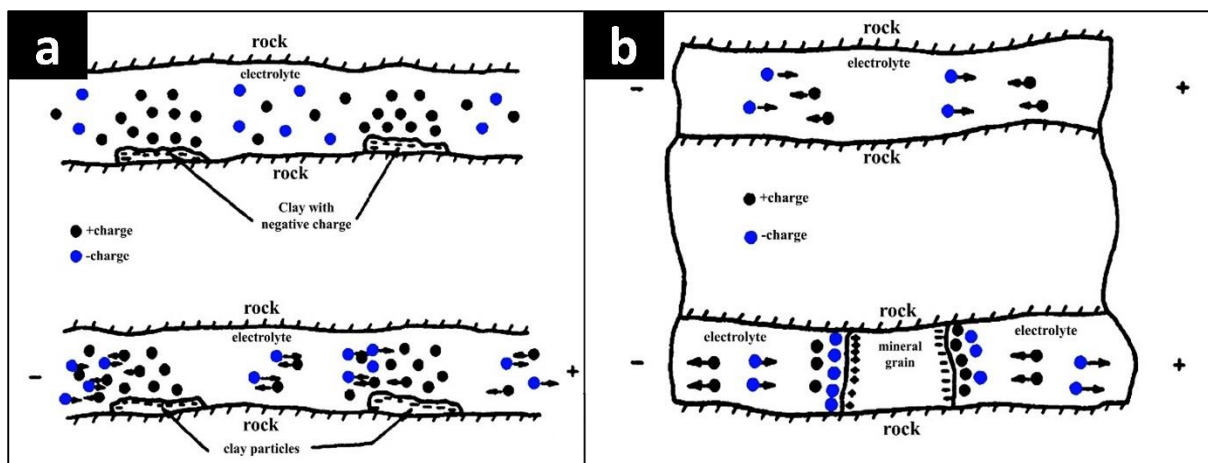 a
rock
electrolyte
rock
Clay with
negative charge
+charge
-charge
rock
electrolyte
-
+
rock
clay particles
b
rock
electrolyte
-
+
rock
+charge
-charge
rock
electrolyte
mineral
grain
electrolyte
-
+
rock